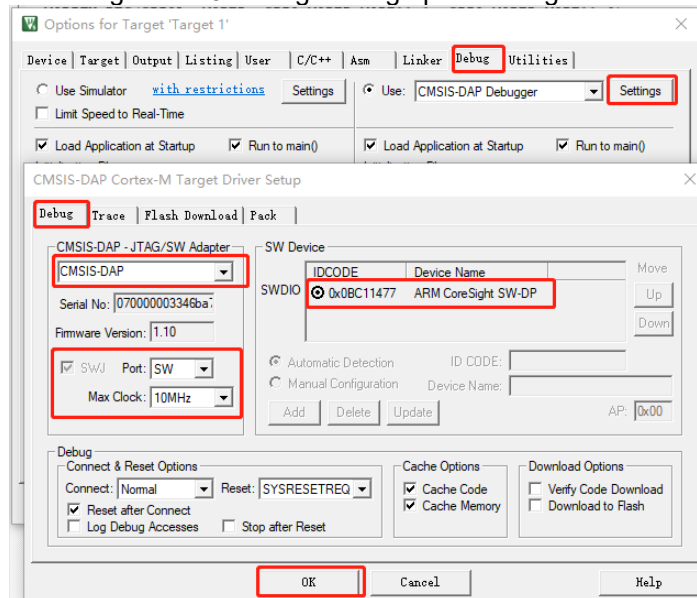 Options for Target 'Target 1'
Device Target Output Listing User C/C++ Asm Linker Debug Utilities
Use Simulator with restrictions Settings Use: CMSIS-DAP Debugger Settings
Limit Speed to Real-Time
Load Application at Startup Run to main() Load Application at Startup Run to main()
CMSIS-DAP Cortex-M Target Driver Setup
Debug Trace Flash Download Pack
CMSIS-DAP - JTAG/SW Adapter SW Device
CMSIS-DAP IDCODE Device Name Move
SWDIO 0x0BC11477 ARM CoreSight SW-DP Up
Serial No: 070000003346ba7
Down
Firmware Version: 1.10
SWJ Port: SW Automatic Detection ID CODE:
Manual Configuration Device Name:
Max Clock: 10MHz Add Delete Update AP: 0x00
Debug
Connect & Reset Options Cache Options Download Options
Connect: Normal Reset: SYSRESETREQ Cache Code Verify Code Download
Reset after Connect Cache Memory Download to Flash
Log Debug Accesses Stop after Reset
OK Cancel Help